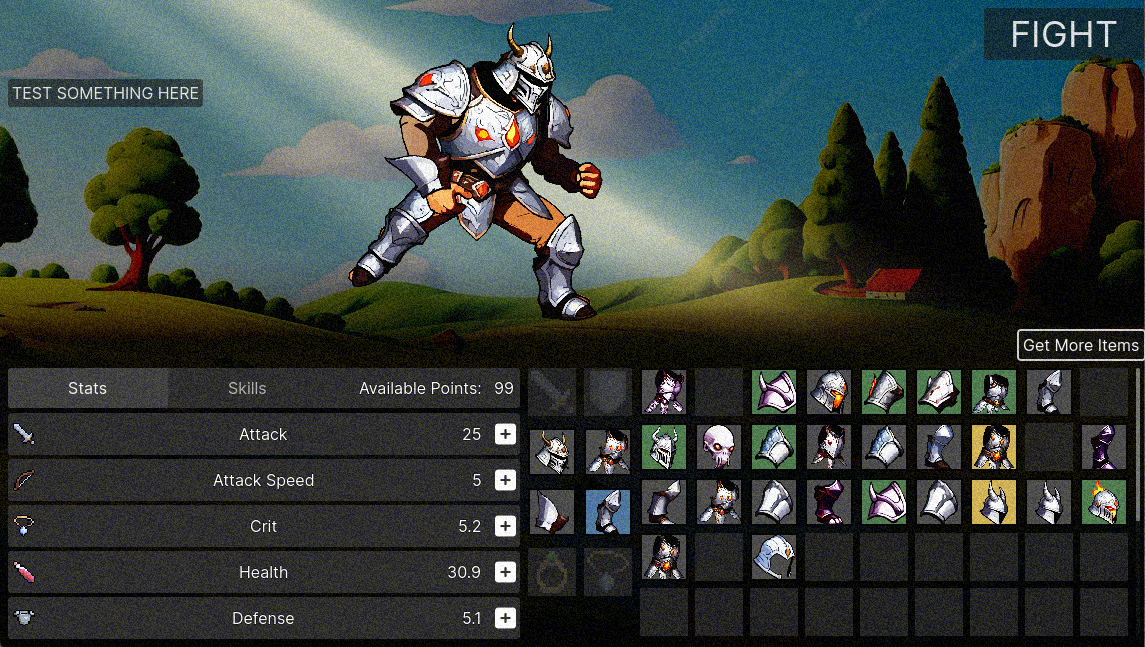 FIGHT
TEST SOMETHING HERE
Get More Items
Stats
Skills
Available Points: 99
Attack 25 +
Attack Speed 5 +
Crit 5.2 +
Health 30.9 +
Defense 5.1 +